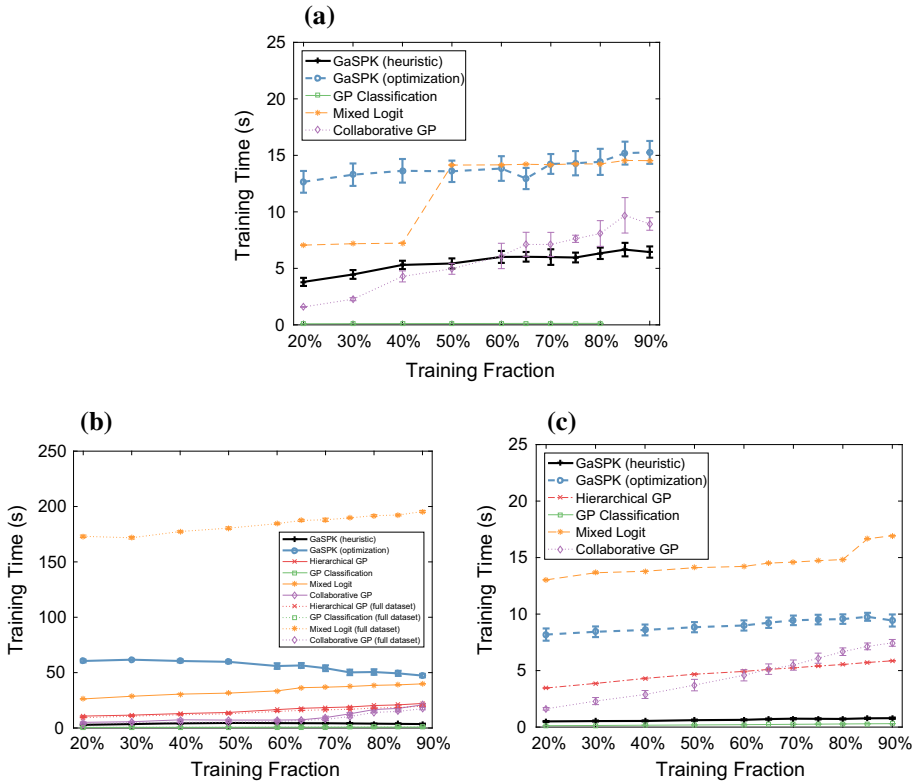 (a)
25
20
15
10
5
0
Training Time (s)
GaSPK (heuristic)
GaSPK (optimization)
GP Classification
Mixed Logit
Collaborative GP
20% 30% 40% 50% 60% 70% 80% 90%
Training Fraction
(b)
250
200
150
100
50
0
Training Time (s)
GaSPK (heuristic)
GaSPK (optimization)
Hierarchical GP
GP Classification
Mixed Logit
Collaborative GP
Hierarchical GP (full dataset)
GP Classification (full dataset)
Mixed Logit (full dataset)
Collaborative GP (full dataset)
20% 30% 40% 50% 60% 70% 80% 90%
Training Fraction
(c)
25
20
15
10
5
0
Training Time (s)
GaSPK (heuristic)
GaSPK (optimization)
Hierarchical GP
GP Classification
Mixed Logit
Collaborative GP
20% 30% 40% 50% 60% 70% 80% 90%
Training Fraction